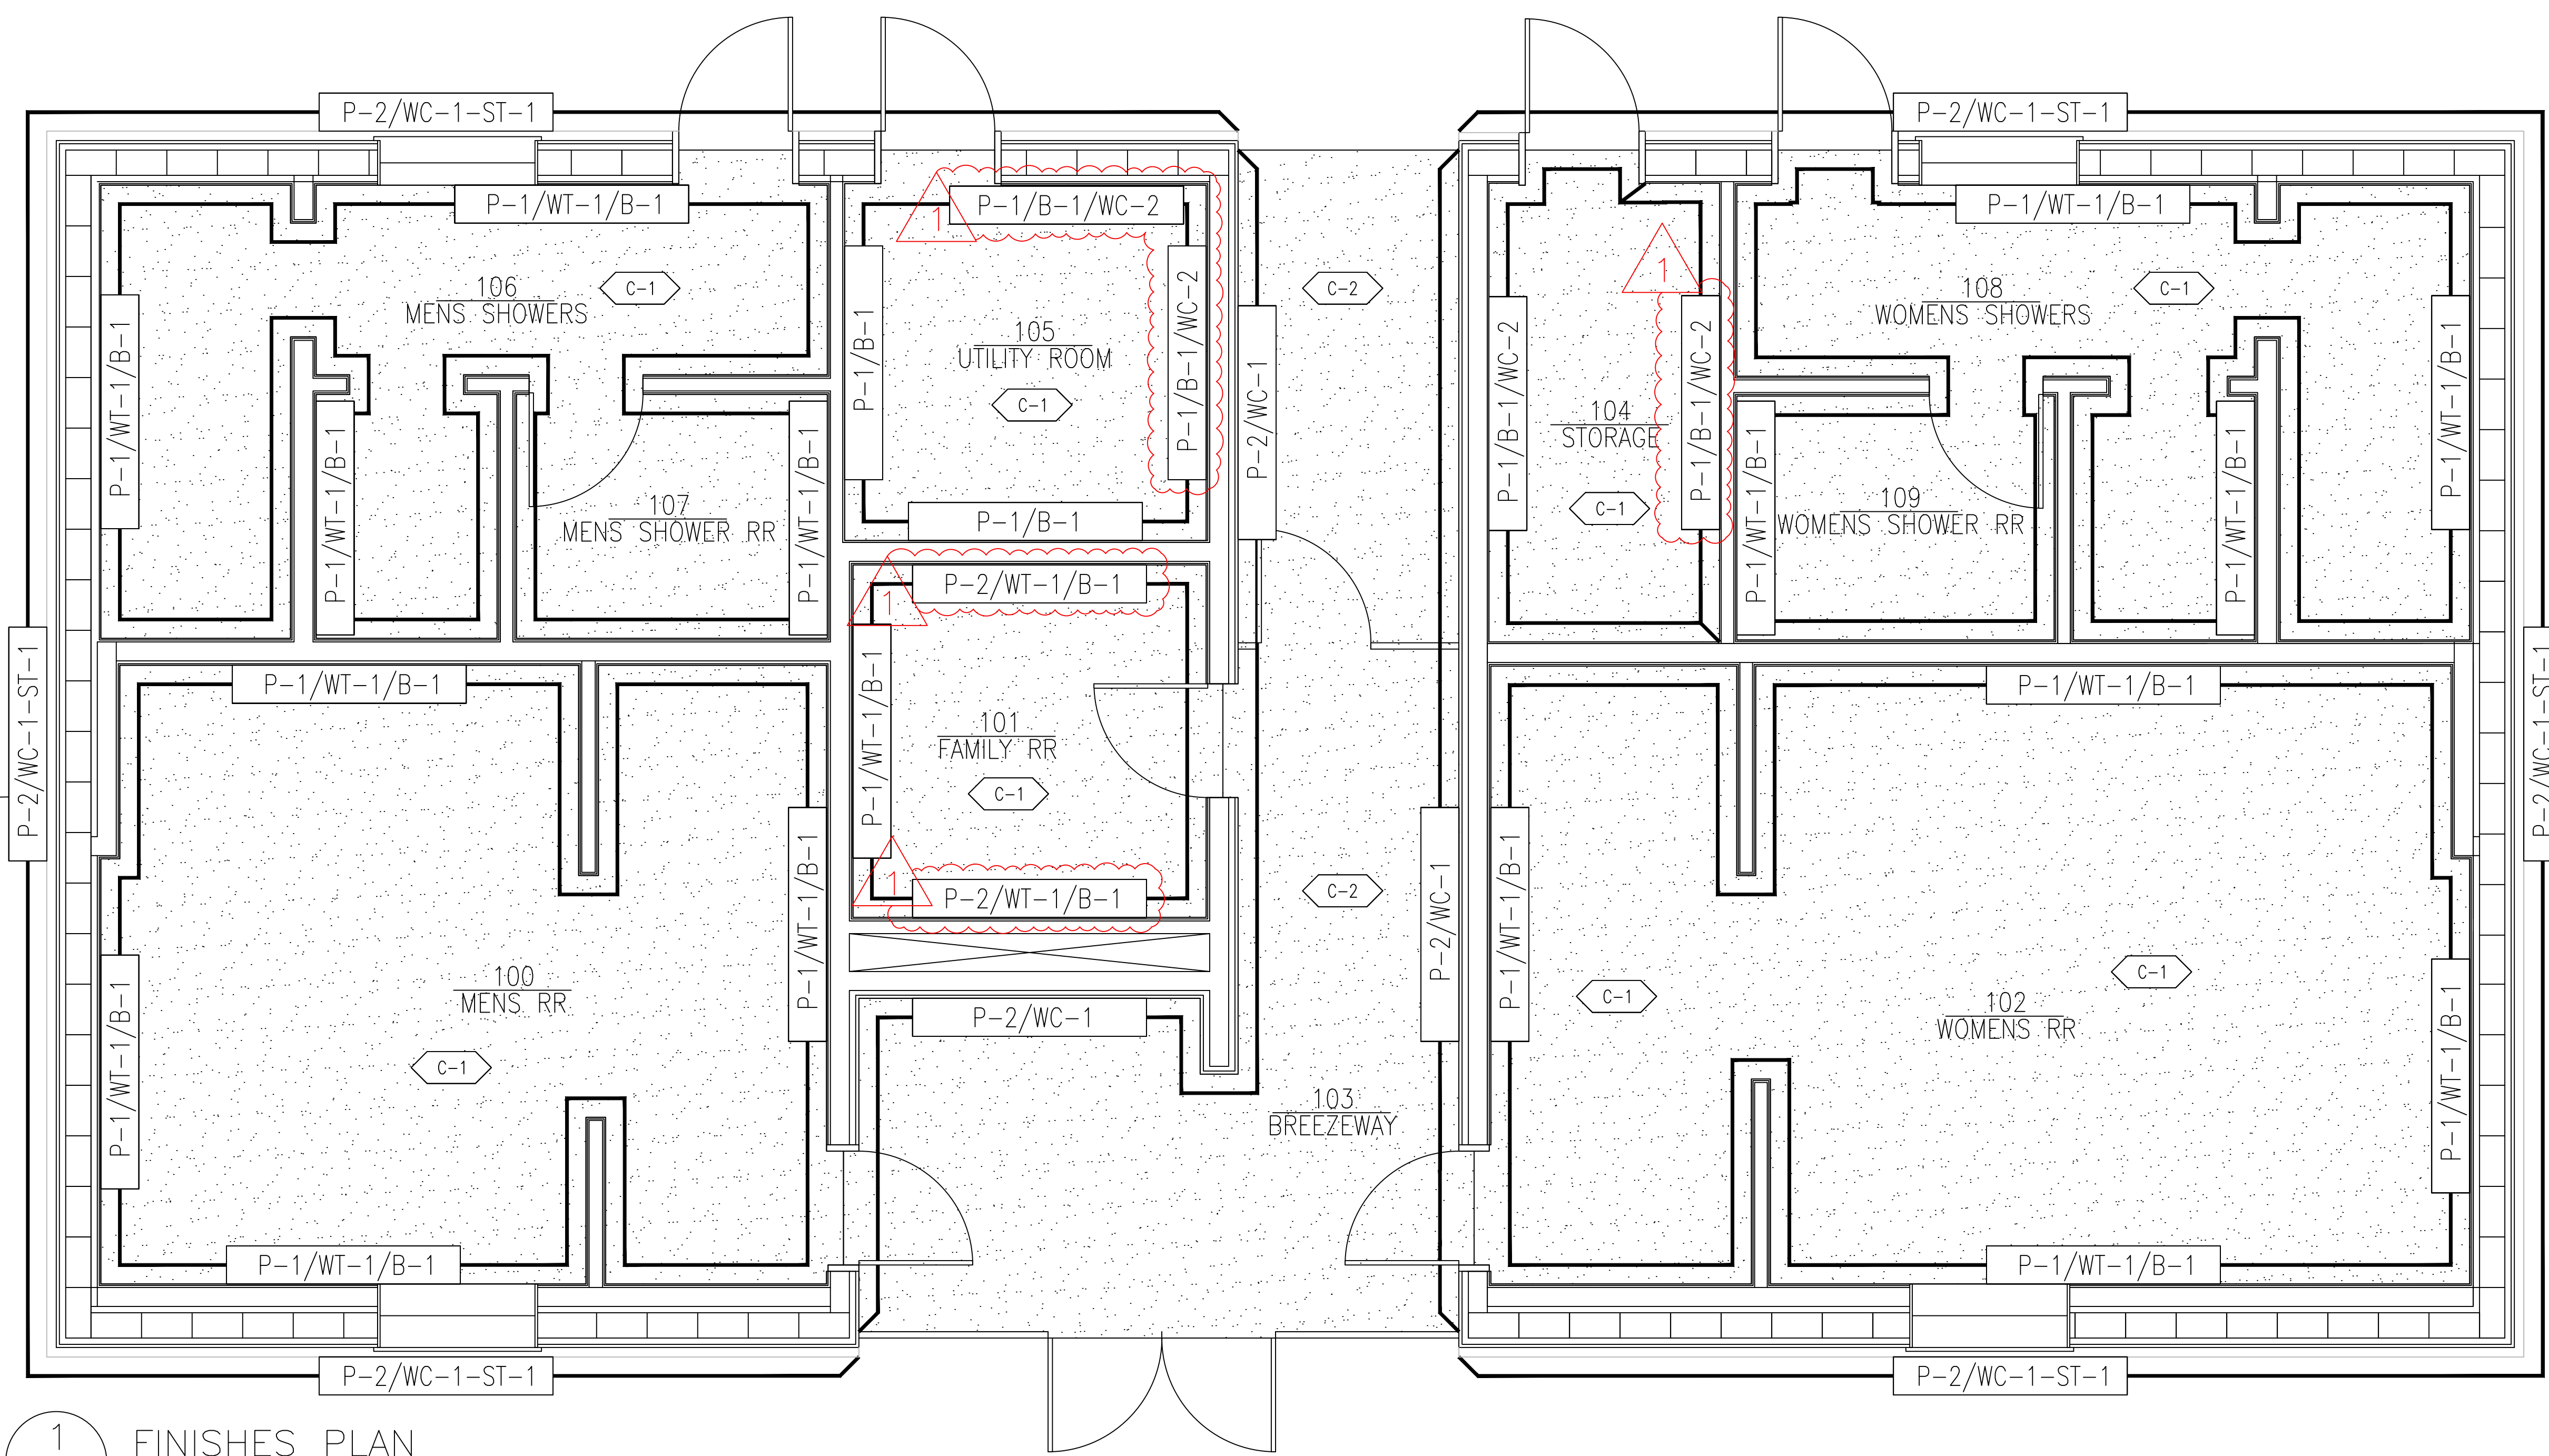 P-2/WC-1-ST-1
P-2/WC-1-ST-1
P-1/WT-1/B-1
1
P-1/B-1/WC-2
P-1/WT-1/B-1
106
MENS SHOWERS
C-1
P-1/WT-1/B-1
P-1/B-1
105
UTILITY ROOM
C-1
P-1/B-1/WC-2
P-2/WC-1
C-2
P-1/B-1/WC-2
1
P-1/B-1/WC-2
104
STORAGE
C-1
108
WOMENS SHOWERS
C-1
P-1/WT-1/B-1
P-1/WT-1/B-1
107
MENS SHOWER RR
P-1/WT-1/B-1
P-1/B-1
P-1/WT-1/B-1
109
WOMENS SHOWER RR
P-1/WT-1/B-1
P-2/WC-1-ST-1
1
P-2/WT-1/B-1
P-1/WT-1/B-1
101
FAMILY RR
C-1
1
P-2/WT-1/B-1
P-1/WT-1/B-1
P-1/WT-1/B-1
P-1/WT-1/B-1
100
MENS RR
C-1
P-1/WT-1/B-1
P-2/WC-1
C-2
P-2/WC-1
103
BREEZEWAY
P-1/WT-1/B-1
P-1/WT-1/B-1
C-1
C-1
102
WOMENS RR
P-1/WT-1/B-1
P-2/WC-1-ST-1
P-1/WT-1/B-1
P-1/WT-1/B-1
P-2/WC-1-ST-1
P-2/WC-1-ST-1
1
FINISHES PLAN